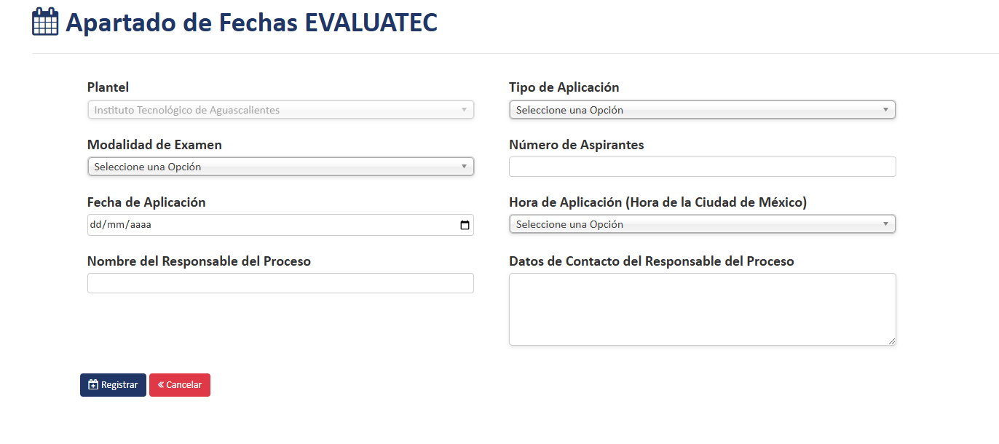 Apartado de Fechas EVALUATEC
Plantel
Instituto Tecnológico de Aguascalientes
Tipo de Aplicación
Seleccione una Opción
Modalidad de Examen
Seleccione una Opción
Número de Aspirantes
Fecha de Aplicación
dd/mm/aaaa
Hora de Aplicación (Hora de la Ciudad de México)
Seleccione una Opción
Nombre del Responsable del Proceso
Datos de Contacto del Responsable del Proceso
Registrar
Cancelar